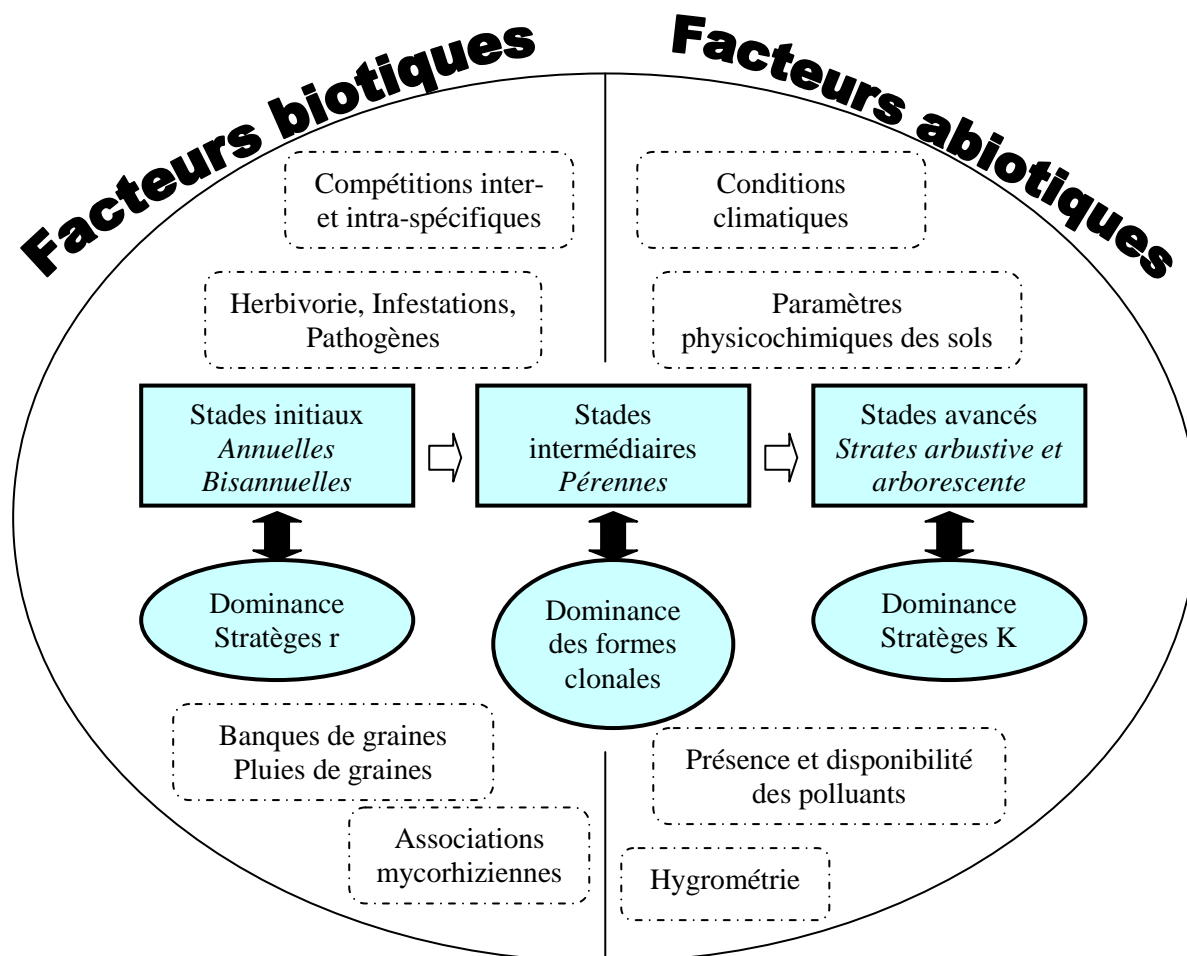 Facteurs biotiques
Facteurs abiotiques
Compétitions inter-
et intra-spécifiques
Conditions
climatiques
Herbivorie, Infestations,
Pathogènes
Paramètres
physicochimiques des sols
Stades initiaux
Annuelles
Bisannuelles
Stades
intermédiaires
Pérennes
Stades avancés
Strates arbustive et
arborescente
Dominance
Stratèges r
Dominance
des formes
clonales
Dominance
Stratèges K
Banques de graines
Pluies de graines
Présence et disponibilité
des polluants
Associations
mycorhiziennes
Hygrométrie